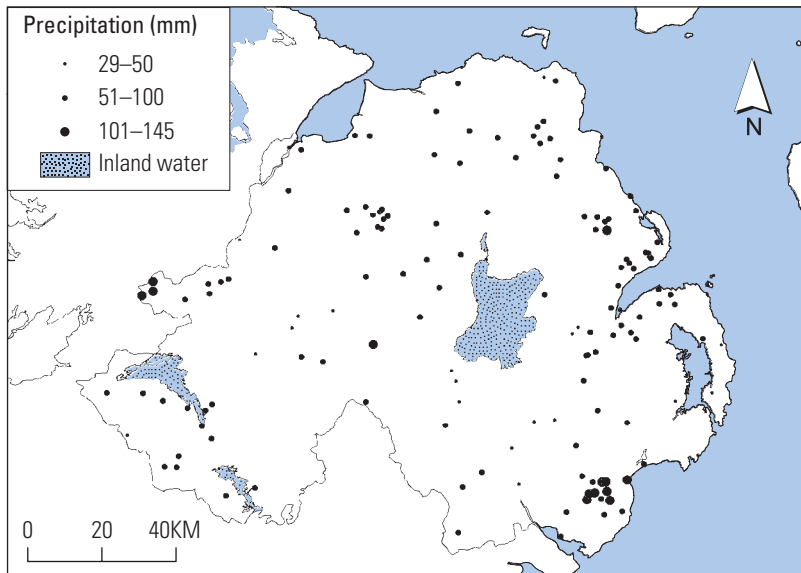 Precipitation (mm)
29–50
51–100
101–145
Inland water
N
0 20 40KM